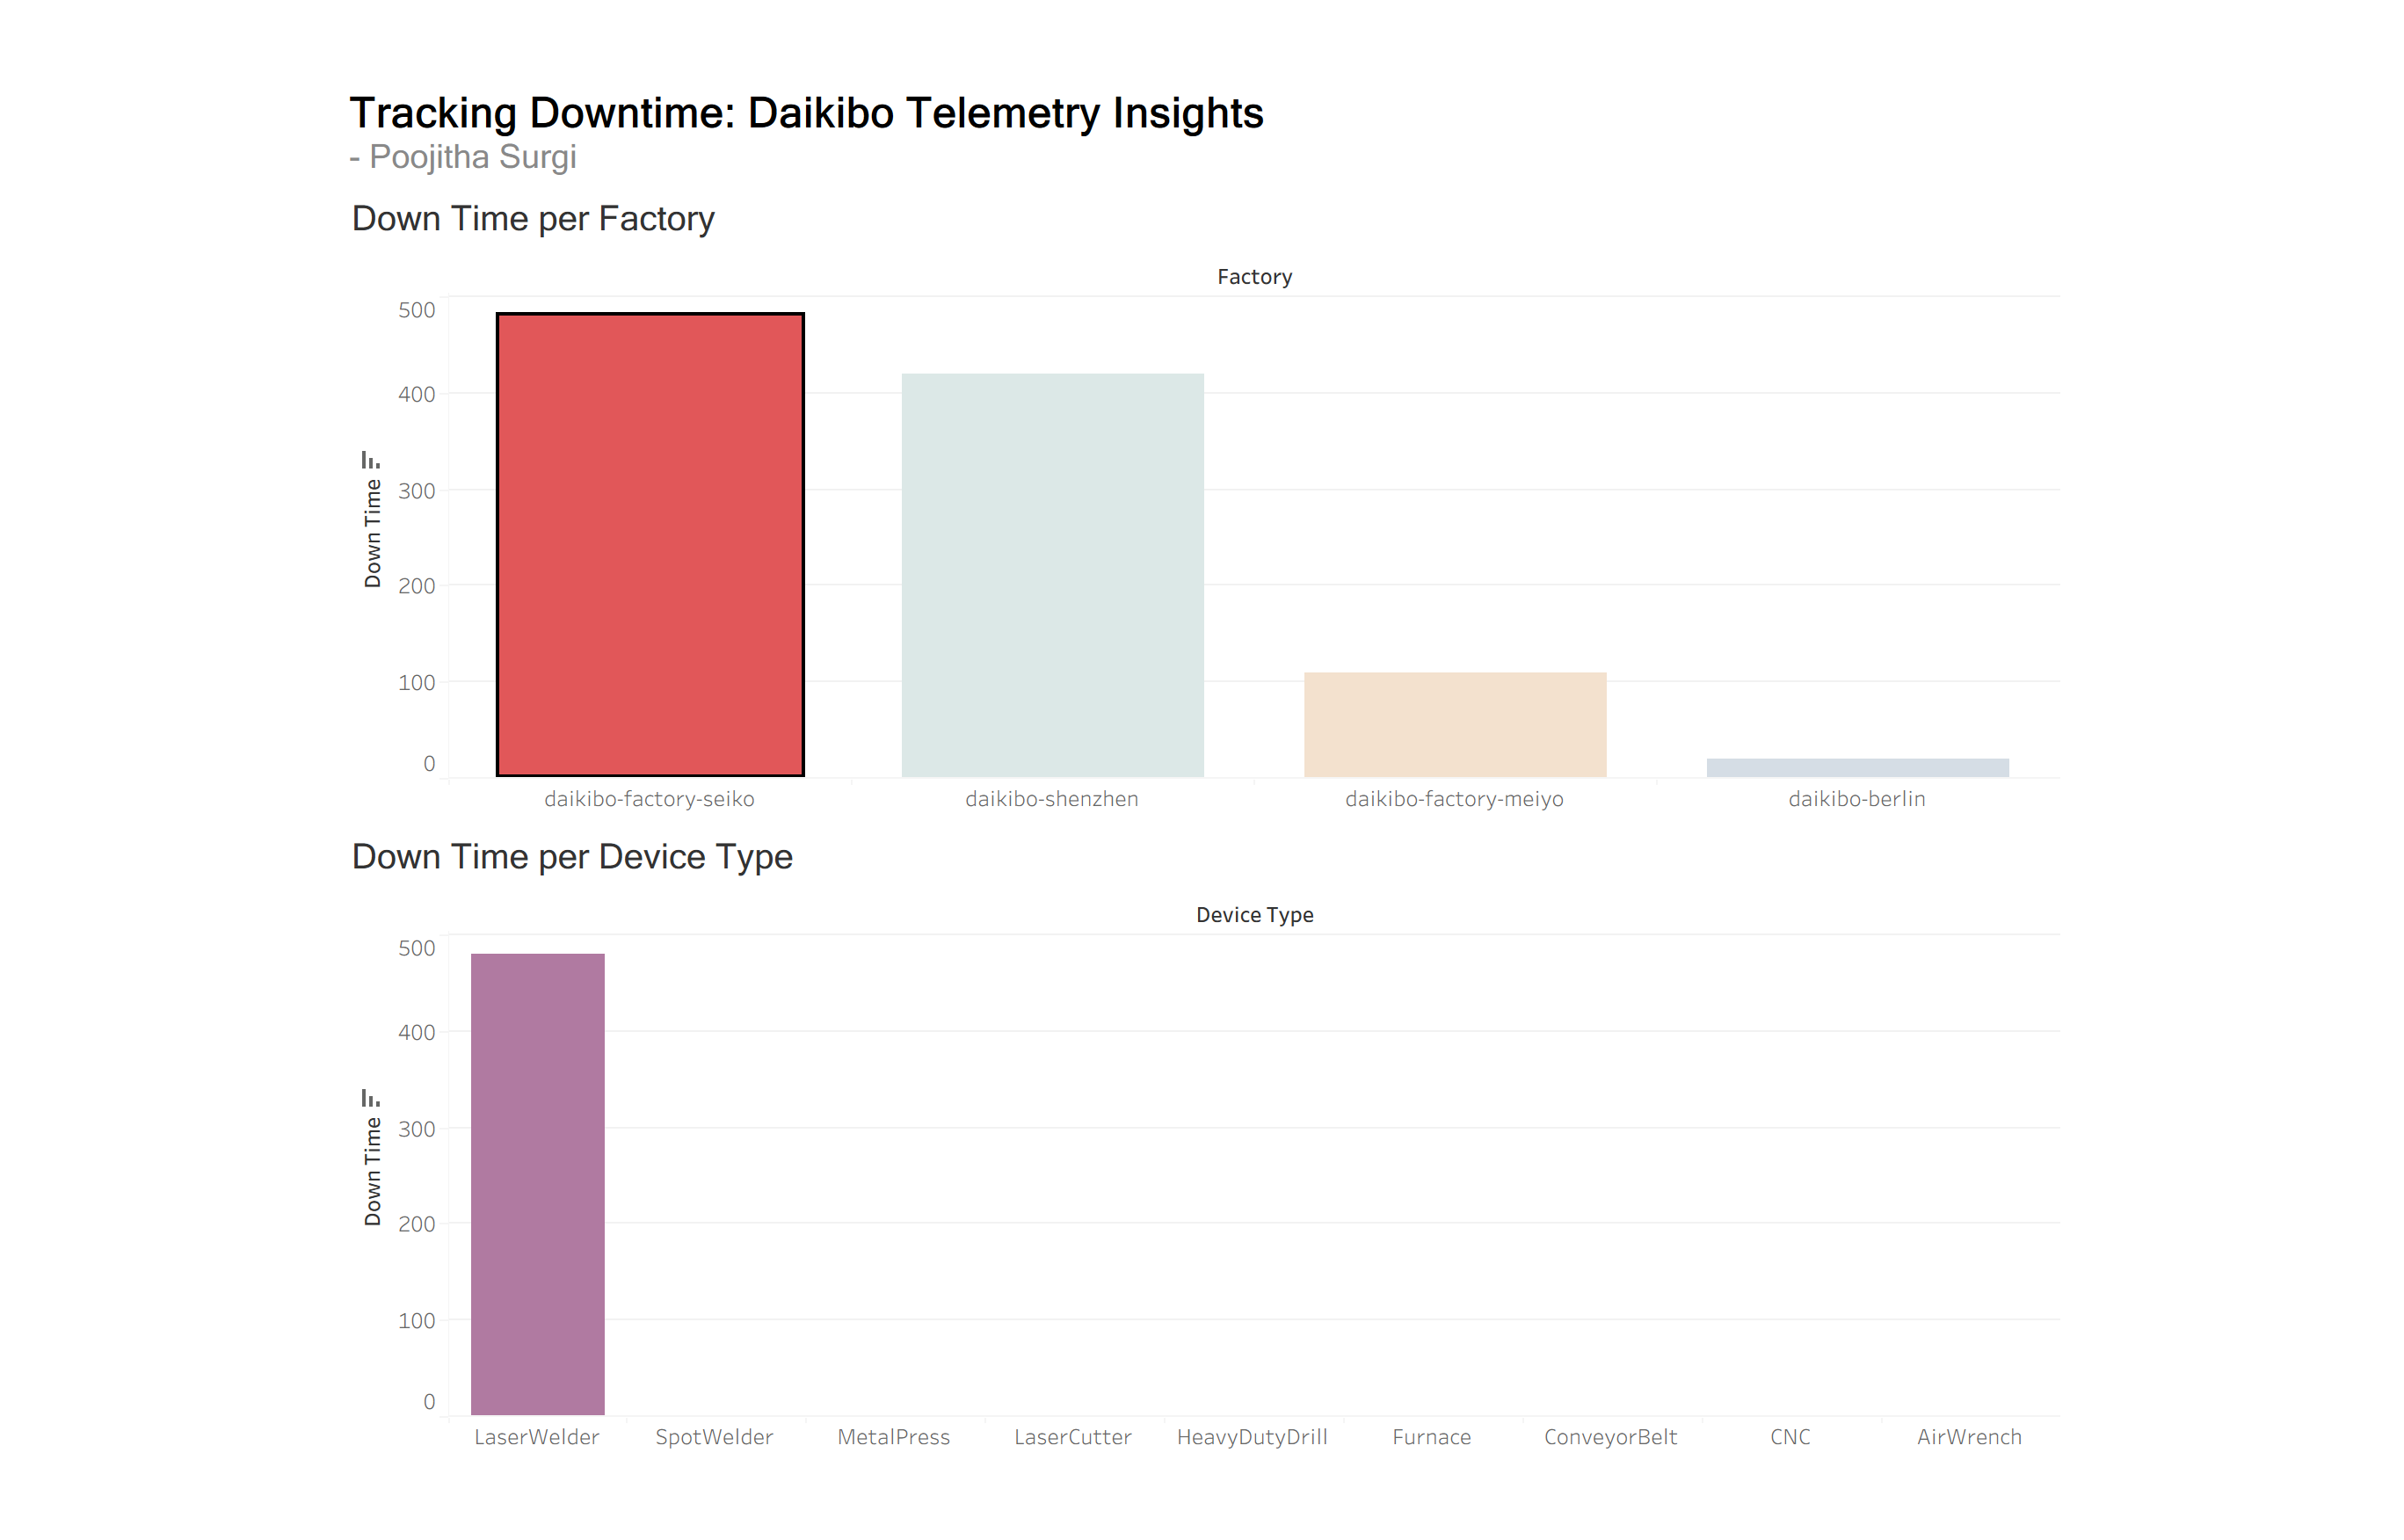 Tracking Downtime: Daikibo Telemetry Insights
- Poojitha Surgi
Down Time per Factory
Factory
500
400
300
200
100
0
Down Time
daikibo-factory-seiko daikibo-shenzhen daikibo-factory-meiyo daikibo-berlin
Down Time per Device Type
Device Type
500
400
300
200
100
0
Down Time
LaserWelder SpotWelder MetalPress LaserCutter HeavyDutyDrill Furnace ConveyorBelt CNC AirWrench